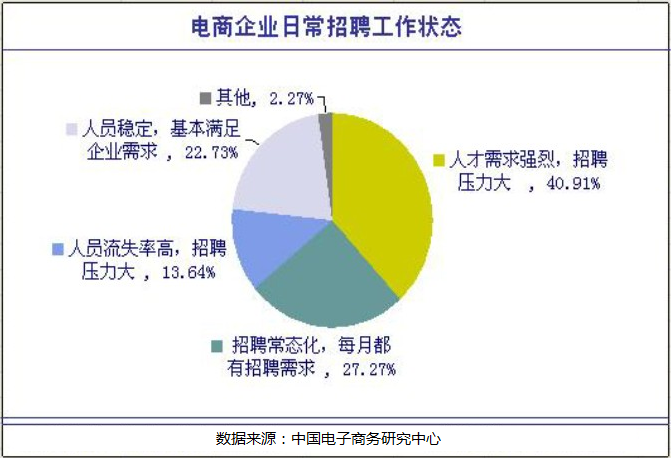 电商企业日常招聘工作状态
其他, 2.27%
人员稳定, 基本满足
企业需求 , 22.73%
人才需求强烈, 招聘
压力大 , 40.91%
人员流失率高, 招聘
压力大 , 13.64%
招聘常态化, 每月都
有招聘需求 , 27.27%
数据来源：中国电子商务研究中心